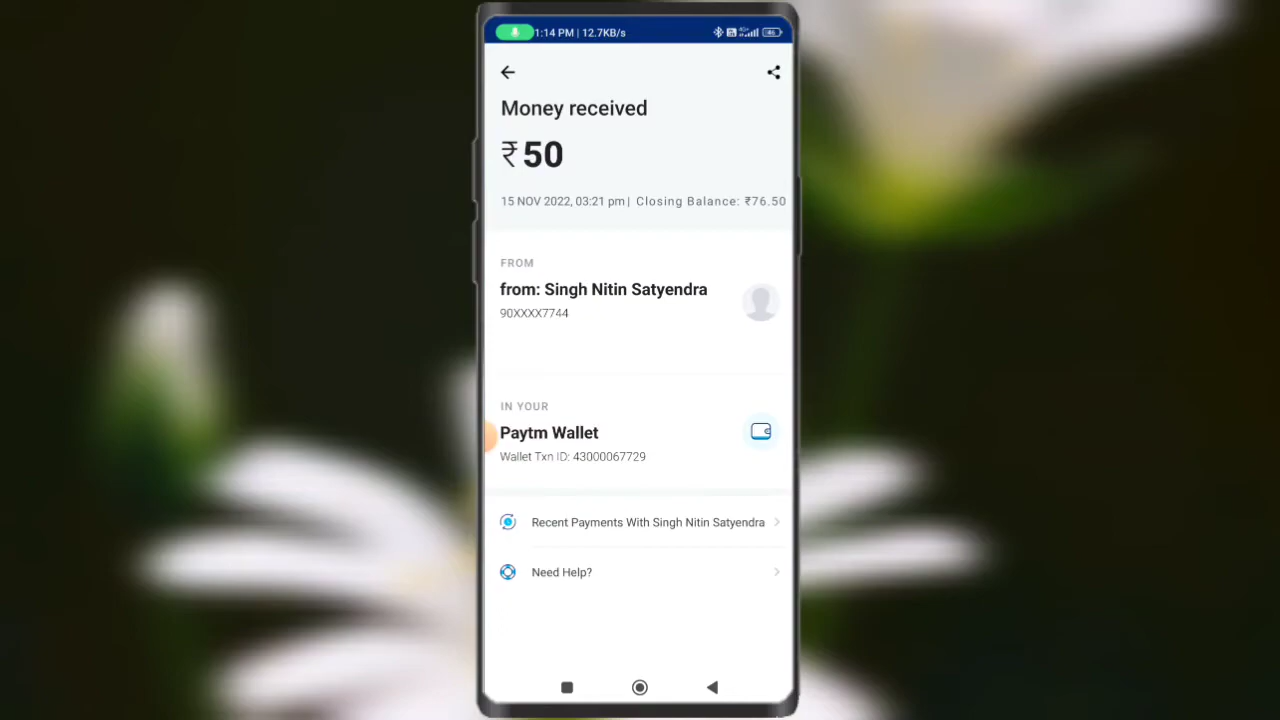 1:14 PM | 12.7KB/s
Money received
₹50
15 NOV 2022, 03:21 pm| Closing Balance: ₹76.50
FROM
from: Singh Nitin Satyendra
90XXXX7744
IN YOUR
Paytm Wallet
Wallet Txn ID: 43000067729
Recent Payments With Singh Nitin Satyendra
Need Help?